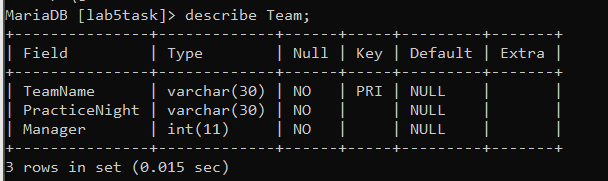 MariaDB [lab5task]> describe Team;
+---------------+-------------+------+-----+---------+-------+
| Field         | Type        | Null | Key | Default | Extra |
+---------------+-------------+------+-----+---------+-------+
| TeamName      | varchar(30) | NO   | PRI | NULL    |       |
| PracticeNight | varchar(30) | NO   |     | NULL    |       |
| Manager       | int(11)     | NO   |     | NULL    |       |
+---------------+-------------+------+-----+---------+-------+
3 rows in set (0.015 sec)